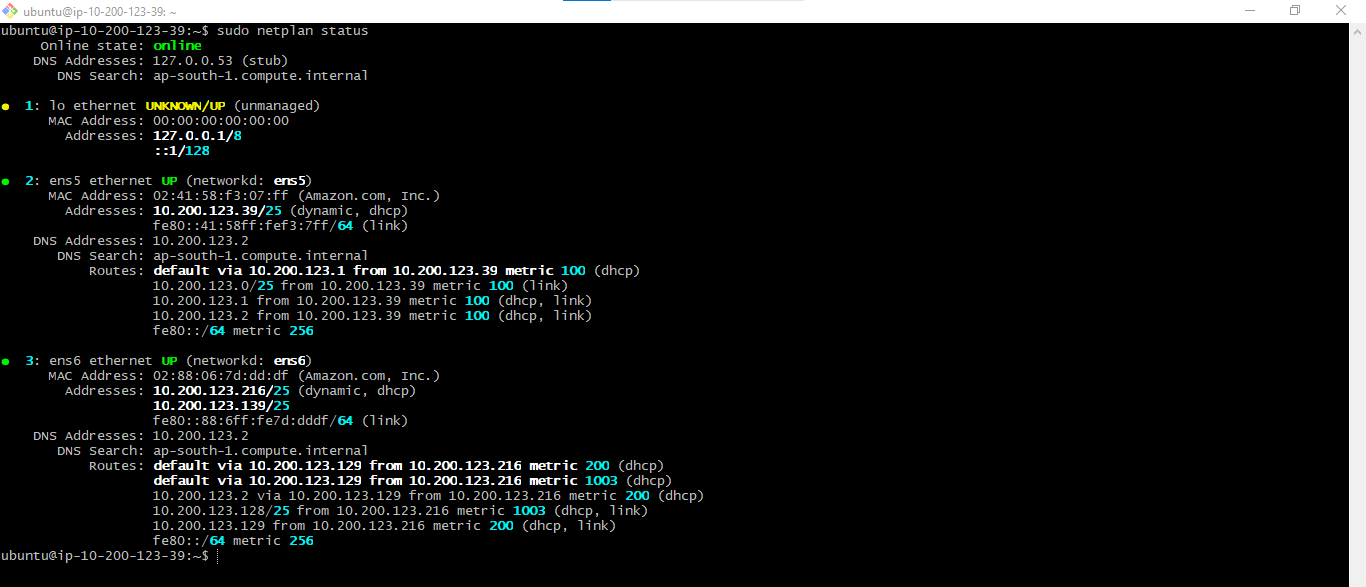 ubuntu@ip-10-200-123-39: ~
ubuntu@ip-10-200-123-39:~$ sudo netplan status
Online state: online
DNS Addresses: 127.0.0.53 (stub)
DNS Search: ap-south-1.compute.internal
● 1: lo ethernet UNKNOWN/UP (unmanaged)
MAC Address: 00:00:00:00:00:00
Addresses: 127.0.0.1/8
::1/128
● 2: ens5 ethernet UP (networkd: ens5)
MAC Address: 02:41:58:f3:07:ff (Amazon.com, Inc.)
Addresses: 10.200.123.39/25 (dynamic, dhcp)
fe80::41:58ff:fef3:7ff/64 (link)
DNS Addresses: 10.200.123.2
DNS Search: ap-south-1.compute.internal
Routes: default via 10.200.123.1 from 10.200.123.39 metric 100 (dhcp)
10.200.123.0/25 from 10.200.123.39 metric 100 (link)
10.200.123.1 from 10.200.123.39 metric 100 (dhcp, link)
10.200.123.2 from 10.200.123.39 metric 100 (dhcp, link)
fe80::/64 metric 256
● 3: ens6 ethernet UP (networkd: ens6)
MAC Address: 02:88:06:7d:dd:df (Amazon.com, Inc.)
Addresses: 10.200.123.216/25 (dynamic, dhcp)
10.200.123.139/25
fe80::88:6ff:fe7d:dddf/64 (link)
DNS Addresses: 10.200.123.2
DNS Search: ap-south-1.compute.internal
Routes: default via 10.200.123.129 from 10.200.123.216 metric 200 (dhcp)
default via 10.200.123.129 from 10.200.123.216 metric 1003 (dhcp)
10.200.123.2 via 10.200.123.129 from 10.200.123.216 metric 200 (dhcp)
10.200.123.128/25 from 10.200.123.216 metric 1003 (dhcp, link)
10.200.123.129 from 10.200.123.216 metric 200 (dhcp, link)
fe80::/64 metric 256
ubuntu@ip-10-200-123-39:~$